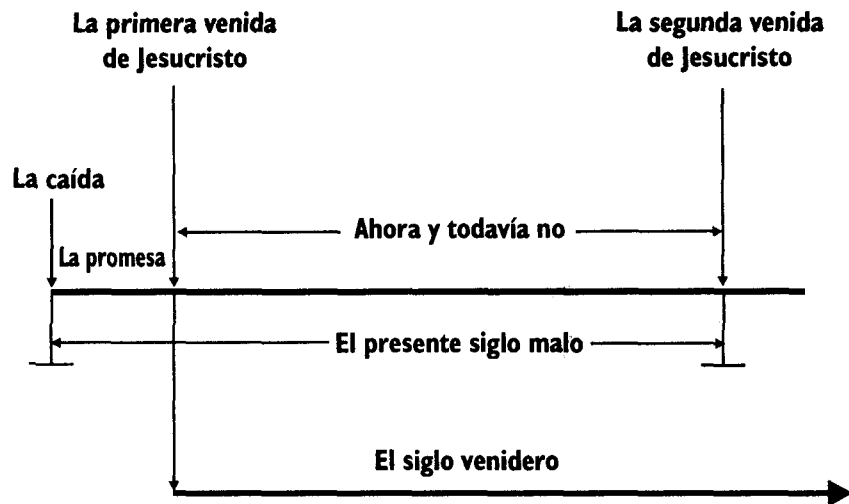 La primera venida
de Jesucristo
La segunda venida
de Jesucristo
La caída
Ahora y todavía no
La promesa
El presente siglo malo
El siglo venidero